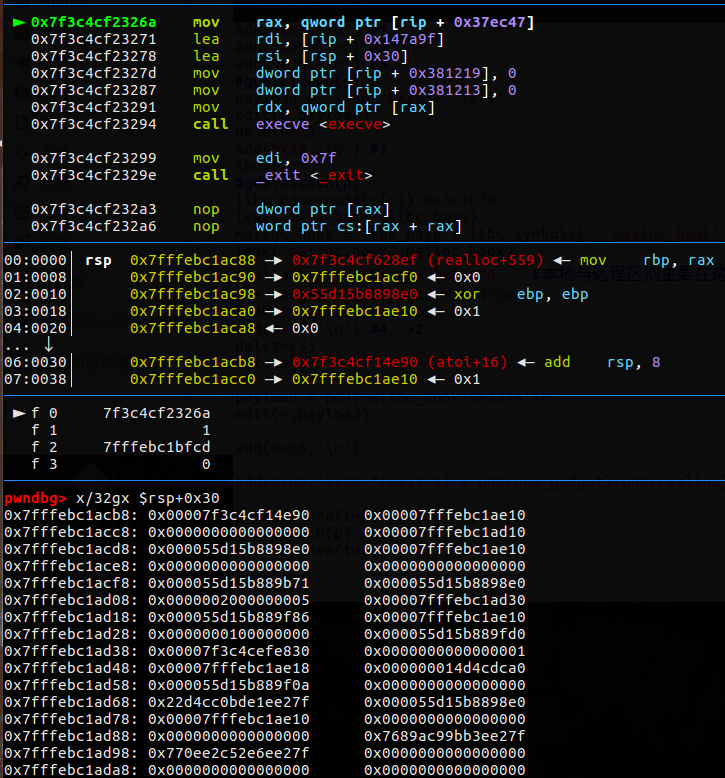 ► 0x7f3c4cf2326a    mov    rax, qword ptr [rip + 0x37ec47]
0x7f3c4cf23271    lea    rdi, [rip + 0x147a9f]
0x7f3c4cf23278    lea    rsi, [rsp + 0x30]
0x7f3c4cf2327d    mov    dword ptr [rip + 0x381219], 0
0x7f3c4cf23287    mov    dword ptr [rip + 0x381213], 0
0x7f3c4cf23291    mov    rdx, qword ptr [rax]
0x7f3c4cf23294    call   execve <execve>
0x7f3c4cf23299    mov    edi, 0x7f
0x7f3c4cf2329e    call   _exit <_exit>
0x7f3c4cf232a3    nop    dword ptr [rax]
0x7f3c4cf232a6    nop    word ptr cs:[rax + rax]
00:0000│ rsp  0x7fffebc1ac88 —▸ 0x7f3c4cf628ef (realloc+559) ◂— mov    rbp, rax
01:0008│      0x7fffebc1ac90 —▸ 0x7fffebc1acf0 ◂— 0x0
02:0010│      0x7fffebc1ac98 —▸ 0x55d15b8898e0 ◂— xor    ebp, ebp
03:0018│      0x7fffebc1aca0 —▸ 0x7fffebc1ae10 ◂— 0x1
04:0020│      0x7fffebc1aca8 ◂— 0x0
... ↓
06:0030│      0x7fffebc1acb8 —▸ 0x7f3c4cf14e90 (atoi+16) ◂— add    rsp, 8
07:0038│      0x7fffebc1acc0 —▸ 0x7fffebc1ae10 ◂— 0x1
► f 0     7f3c4cf2326a
f 1                1
f 2     7fffebc1bfcd
f 3                0
pwndbg> x/32gx $rsp+0x30
0x7fffebc1acb8: 0x00007f3c4cf14e90 0x00007fffebc1ae10
0x7fffebc1acc8: 0x0000000000000000 0x00007fffebc1ad10
0x7fffebc1acd8: 0x000055d15b8898e0 0x00007fffebc1ae10
0x7fffebc1ace8: 0x0000000000000000 0x0000000000000000
0x7fffebc1acf8: 0x000055d15b889b71 0x000055d15b8898e0
0x7fffebc1ad08: 0x0000002000000005 0x00007fffebc1ad30
0x7fffebc1ad18: 0x000055d15b889f86 0x00007fffebc1ae10
0x7fffebc1ad28: 0x0000000100000000 0x000055d15b889fd0
0x7fffebc1ad38: 0x00007f3c4cefe830 0x0000000000000001
0x7fffebc1ad48: 0x00007fffebc1ae18 0x000000014d4cdca0
0x7fffebc1ad58: 0x000055d15b889f0a 0x0000000000000000
0x7fffebc1ad68: 0x22d4cc0bde1ee27f 0x000055d15b8898e0
0x7fffebc1ad78: 0x00007fffebc1ae10 0x0000000000000000
0x7fffebc1ad88: 0x0000000000000000 0x7689ac99bb3ee27f
0x7fffebc1ad98: 0x770ee2c52e6ee27f 0x0000000000000000
0x7fffebc1ada8: 0x0000000000000000 0x0000000000000000